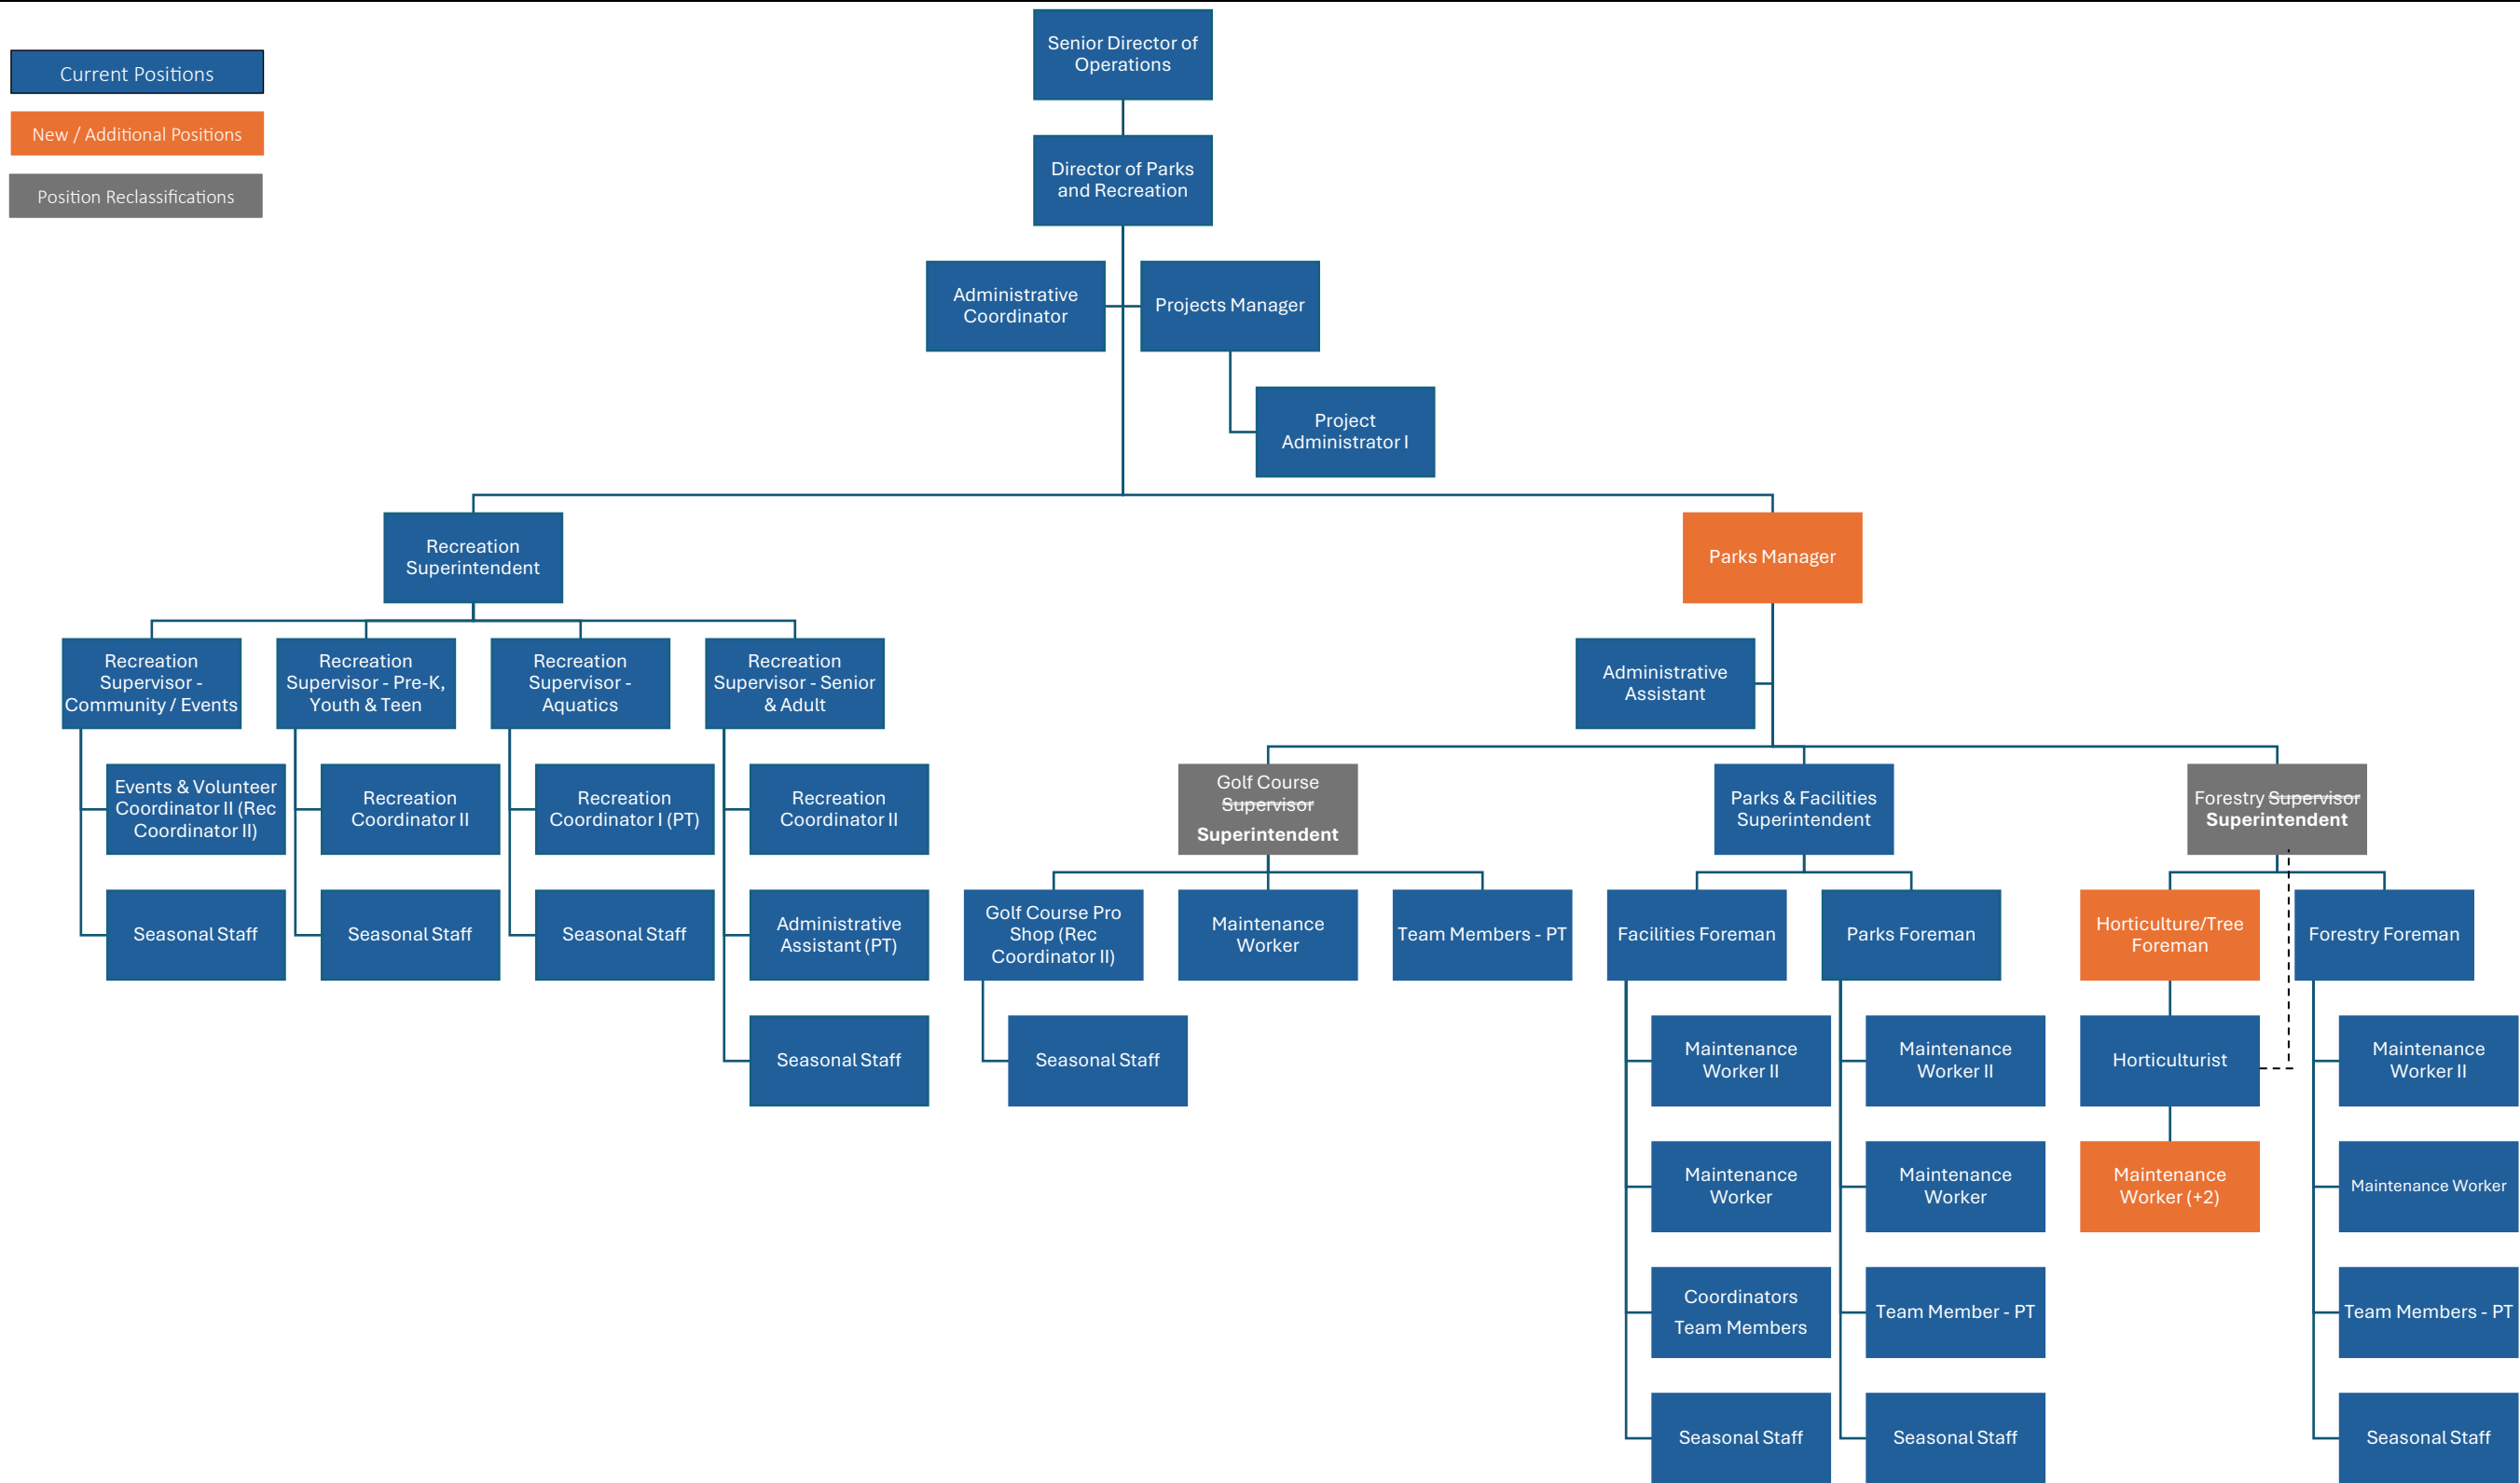 Senior Director of
Operations
Current Positions
New / Additional Positions
Position Reclassifications
Director of Parks
and Recreation
Administrative
Coordinator
Projects Manager
Project
Administrator I
Recreation
Superintendent
Parks Manager
Recreation
Supervisor -
Community / Events
Recreation
Supervisor - Pre-K,
Youth & Teen
Recreation
Supervisor -
Aquatics
Recreation
Supervisor - Senior
& Adult
Administrative
Assistant
Events & Volunteer
Coordinator II (Rec
Coordinator II)
Recreation
Coordinator II
Recreation
Coordinator I (PT)
Recreation
Coordinator II
Golf Course
Supervisor
Superintendent
Parks & Facilities
Superintendent
Forestry Supervisor
Superintendent
Seasonal Staff
Seasonal Staff
Seasonal Staff
Administrative
Assistant (PT)
Golf Course Pro
Shop (Rec
Coordinator II)
Maintenance
Worker
Team Members - PT
Facilities Foreman
Parks Foreman
Horticulture/Tree
Foreman
Forestry Foreman
Seasonal Staff
Seasonal Staff
Maintenance
Worker II
Maintenance
Worker II
Horticulturist
Maintenance
Worker II
Maintenance
Worker
Maintenance
Worker
Maintenance
Worker (+2)
Maintenance Worker
Coordinators
Team Members
Team Member - PT
Team Members - PT
Seasonal Staff
Seasonal Staff
Seasonal Staff